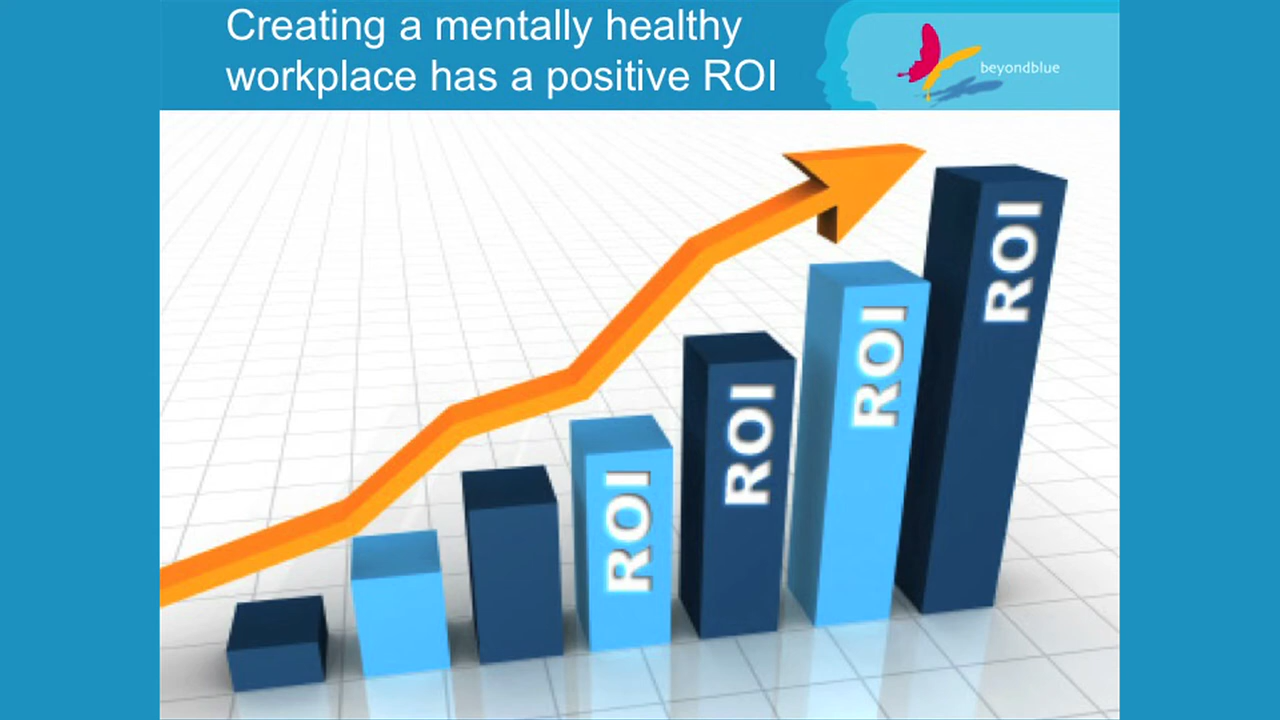 Creating a mentally healthy
workplace has a positive ROI
beyondblue
ROI
ROI
ROI
ROI